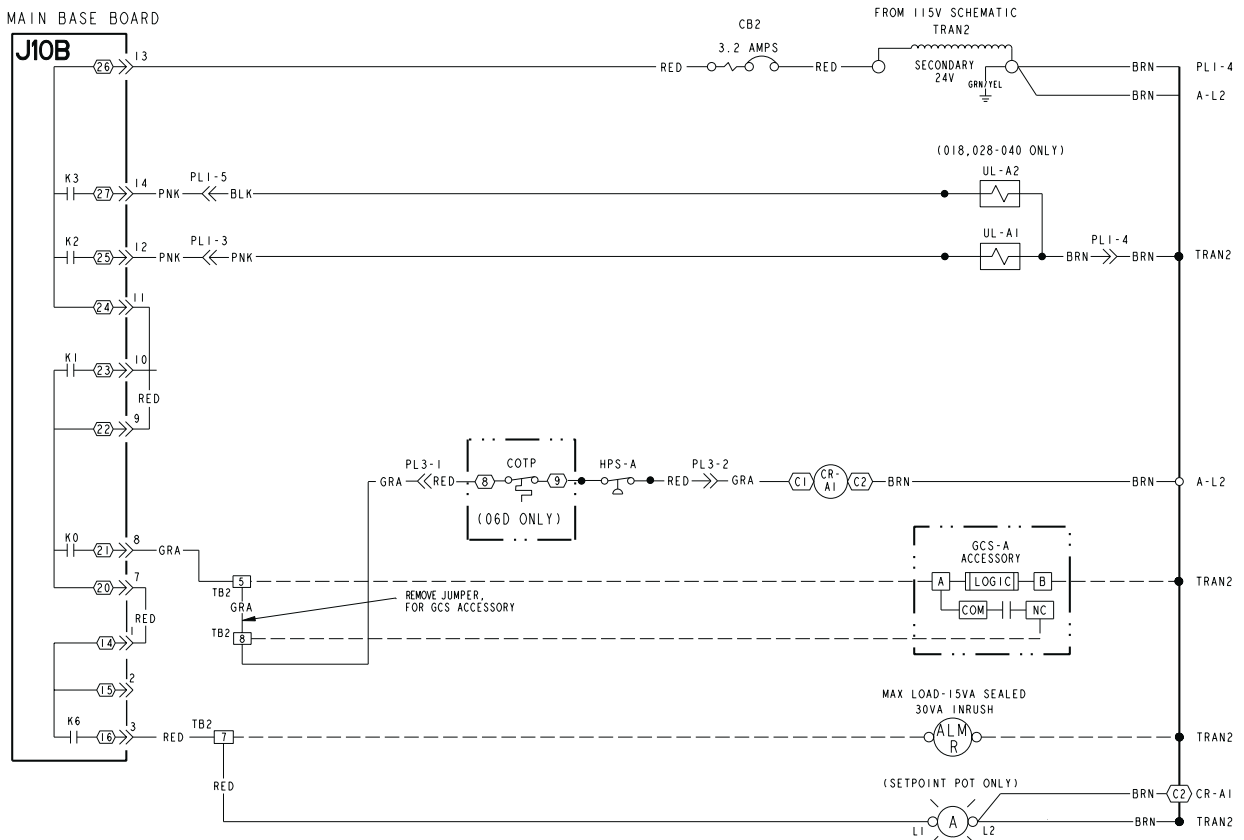 MAIN BASE BOARD
J10B
FROM 115V SCHEMATIC
TRAN2
CB2
3.2 AMPS
26 13 RED RED SECONDARY BRN PL1-4
24V
GRN/YEL
BRN A-L2
(018,028-040 ONLY)
UL-A2
K3 27 14 PNK PL1-5 BLK
UL-A1
K2 25 12 PNK PL1-3 PNK BRN PL1-4 BRN TRAN2
24 11
K1 23 10
RED
22 9
PL3-1 COTP HPS-A PL3-2
GRA RED 8 9 RED GRA C1 CR-A1 C2 BRN BRN A-L2
(06D ONLY)
K0 21 8 GRA
GCS-A
ACCESSORY
20 7 TB2 5 A LOGIC B TRAN2
RED GRA REMOVE JUMPER,
FOR GCS ACCESSORY
COM NC
14 1 TB2 8
15 2
MAX LOAD-15VA SEALED
30VA INRUSH
K6 16 3 RED TB2 7 ALM R TRAN2
RED
(SETPOINT POT ONLY)
BRN C2 CR-A1
L1 A L2 BRN TRAN2